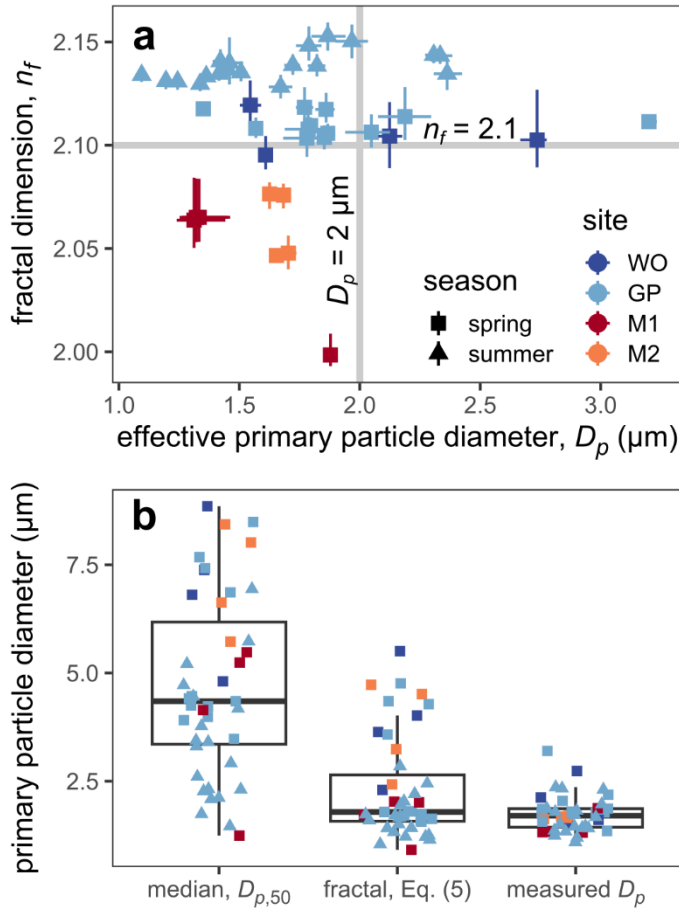 a
fractal dimension, n_f
2.15
2.10
2.05
2.00
n_f = 2.1
D_p = 2 μm
season
spring
summer
site
WO
GP
M1
M2
1.0 1.5 2.0 2.5 3.0
effective primary particle diameter, D_p (μm)
b
primary particle diameter (μm)
7.5
5.0
2.5
median, D_p,50 fractal, Eq. (5) measured D_p